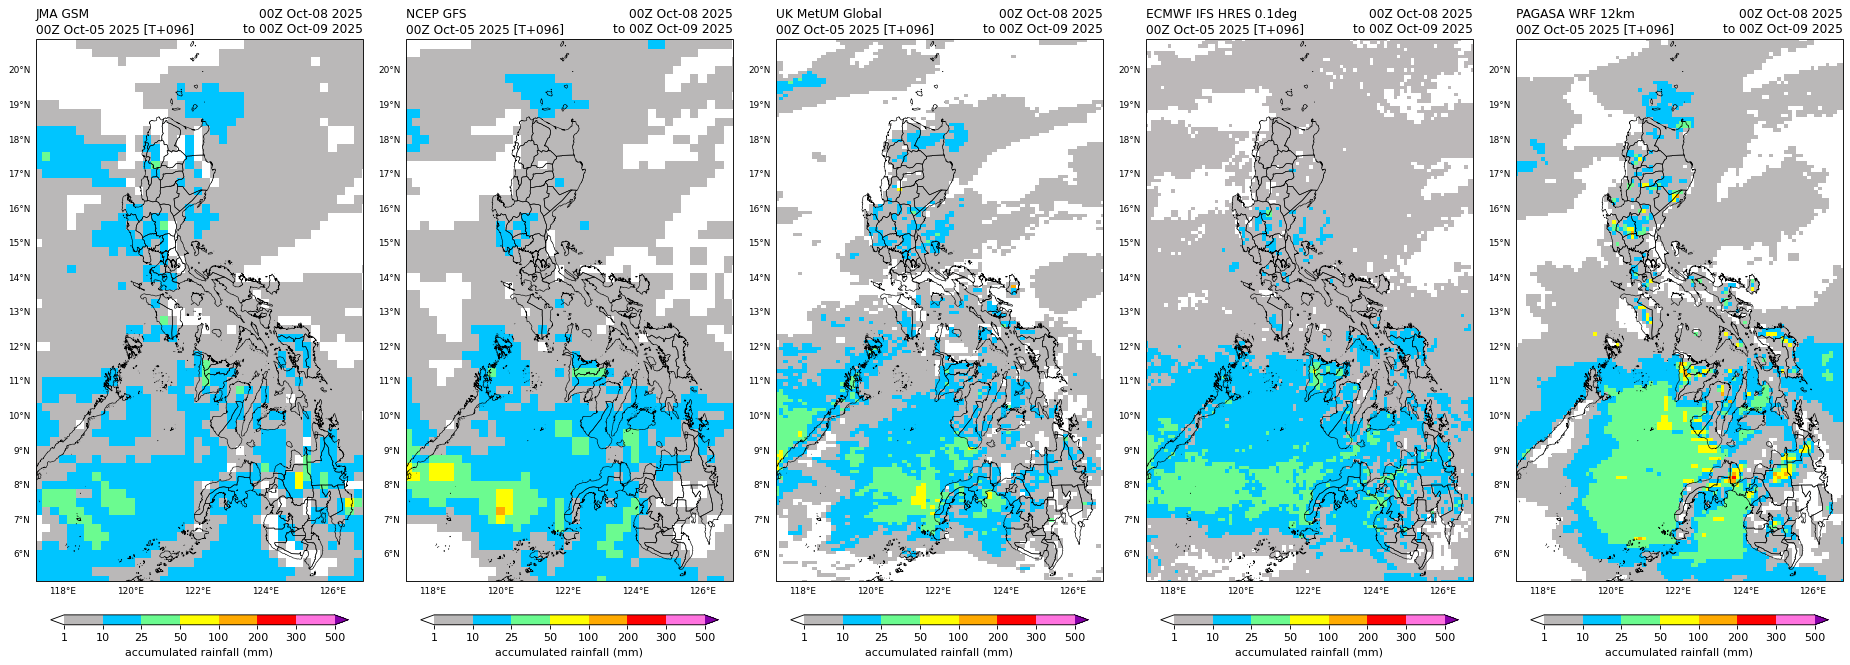 JMA GSM 00Z Oct-08 2025
00Z Oct-05 2025 [T+096] to 00Z Oct-09 2025
20°N
19°N
18°N
17°N
16°N
15°N
14°N
13°N
12°N
11°N
10°N
9°N
8°N
7°N
6°N
118°E 120°E 122°E 124°E 126°E
1 10 25 50 100 200 300 500
accumulated rainfall (mm)
NCEP GFS 00Z Oct-08 2025
00Z Oct-05 2025 [T+096] to 00Z Oct-09 2025
20°N
19°N
18°N
17°N
16°N
15°N
14°N
13°N
12°N
11°N
10°N
9°N
8°N
7°N
6°N
118°E 120°E 122°E 124°E 126°E
1 10 25 50 100 200 300 500
accumulated rainfall (mm)
UK MetUM Global 00Z Oct-08 2025
00Z Oct-05 2025 [T+096] to 00Z Oct-09 2025
20°N
19°N
18°N
17°N
16°N
15°N
14°N
13°N
12°N
11°N
10°N
9°N
8°N
7°N
6°N
118°E 120°E 122°E 124°E 126°E
1 10 25 50 100 200 300 500
accumulated rainfall (mm)
ECMWF IFS HRES 0.1deg 00Z Oct-08 2025
00Z Oct-05 2025 [T+096] to 00Z Oct-09 2025
20°N
19°N
18°N
17°N
16°N
15°N
14°N
13°N
12°N
11°N
10°N
9°N
8°N
7°N
6°N
118°E 120°E 122°E 124°E 126°E
1 10 25 50 100 200 300 500
accumulated rainfall (mm)
PAGASA WRF 12km 00Z Oct-08 2025
00Z Oct-05 2025 [T+096] to 00Z Oct-09 2025
20°N
19°N
18°N
17°N
16°N
15°N
14°N
13°N
12°N
11°N
10°N
9°N
8°N
7°N
6°N
118°E 120°E 122°E 124°E 126°E
1 10 25 50 100 200 300 500
accumulated rainfall (mm)